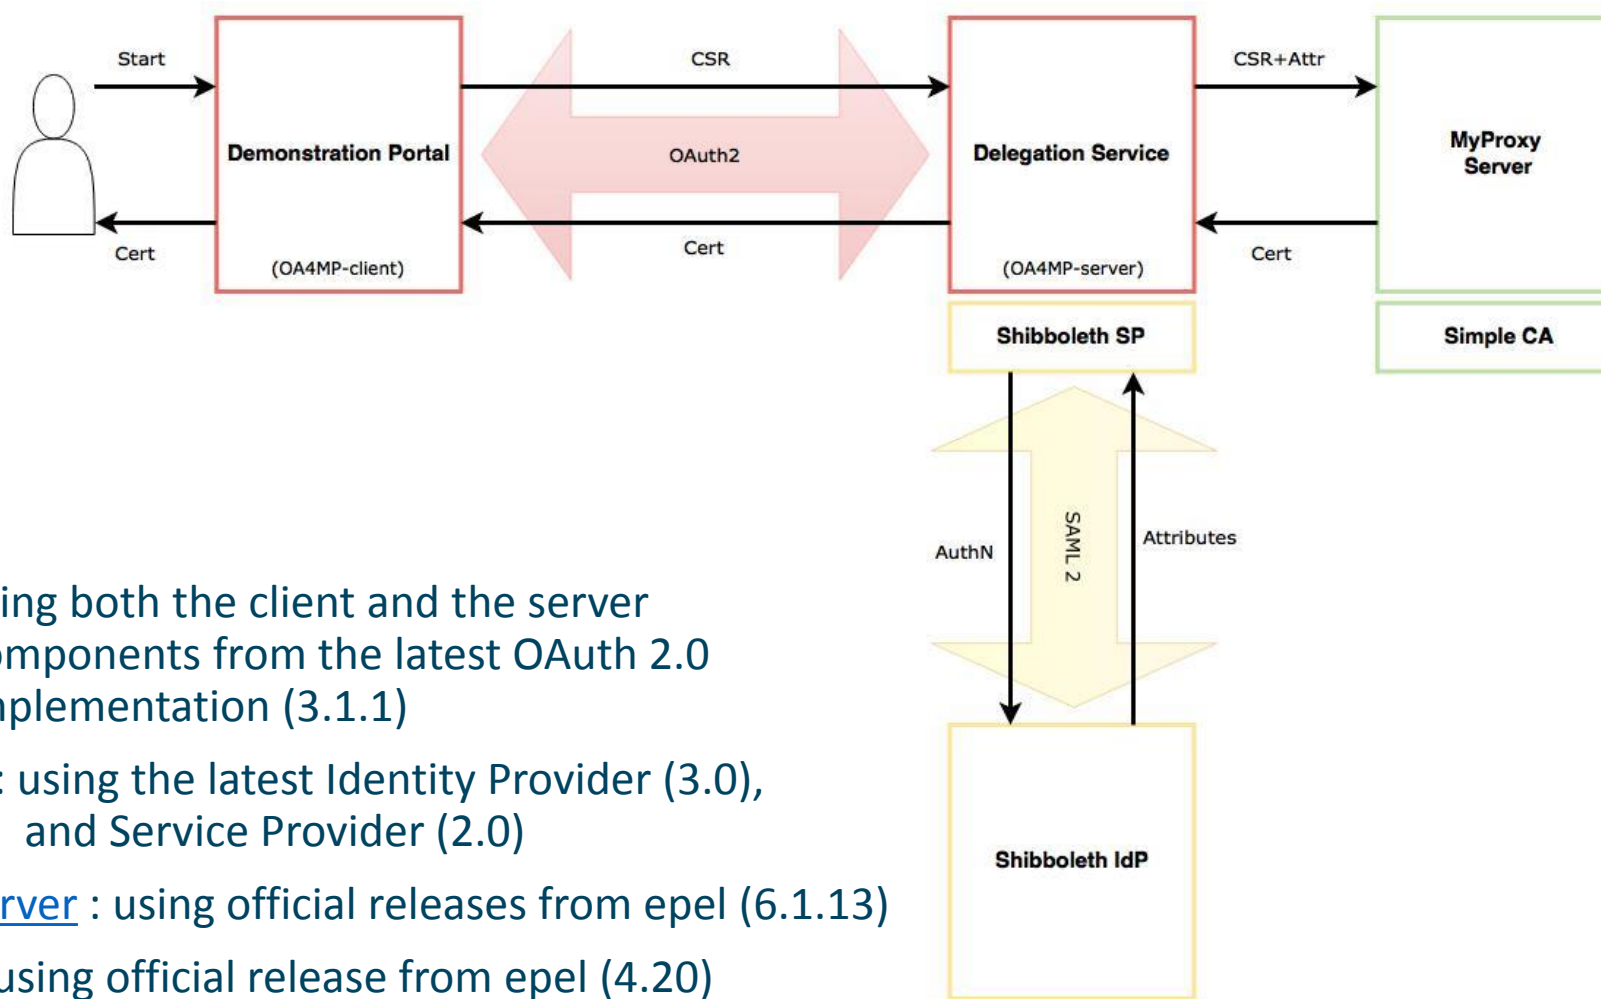 Start
CSR
CSR+Attr
Demonstration Portal
OAuth2
Delegation Service
MyProxy
Server
Cert
(OA4MP-client)
Cert
(OA4MP-server)
Cert
Shibboleth SP
Simple CA
AuthN
SAML 2
Attributes
ing both the client and the server
omponents from the latest OAuth 2.0
nplementation (3.1.1)
: using the latest Identity Provider (3.0),
and Service Provider (2.0)
Shibboleth IdP
rver : using official releases from epel (6.1.13)
using official release from epel (4.20)